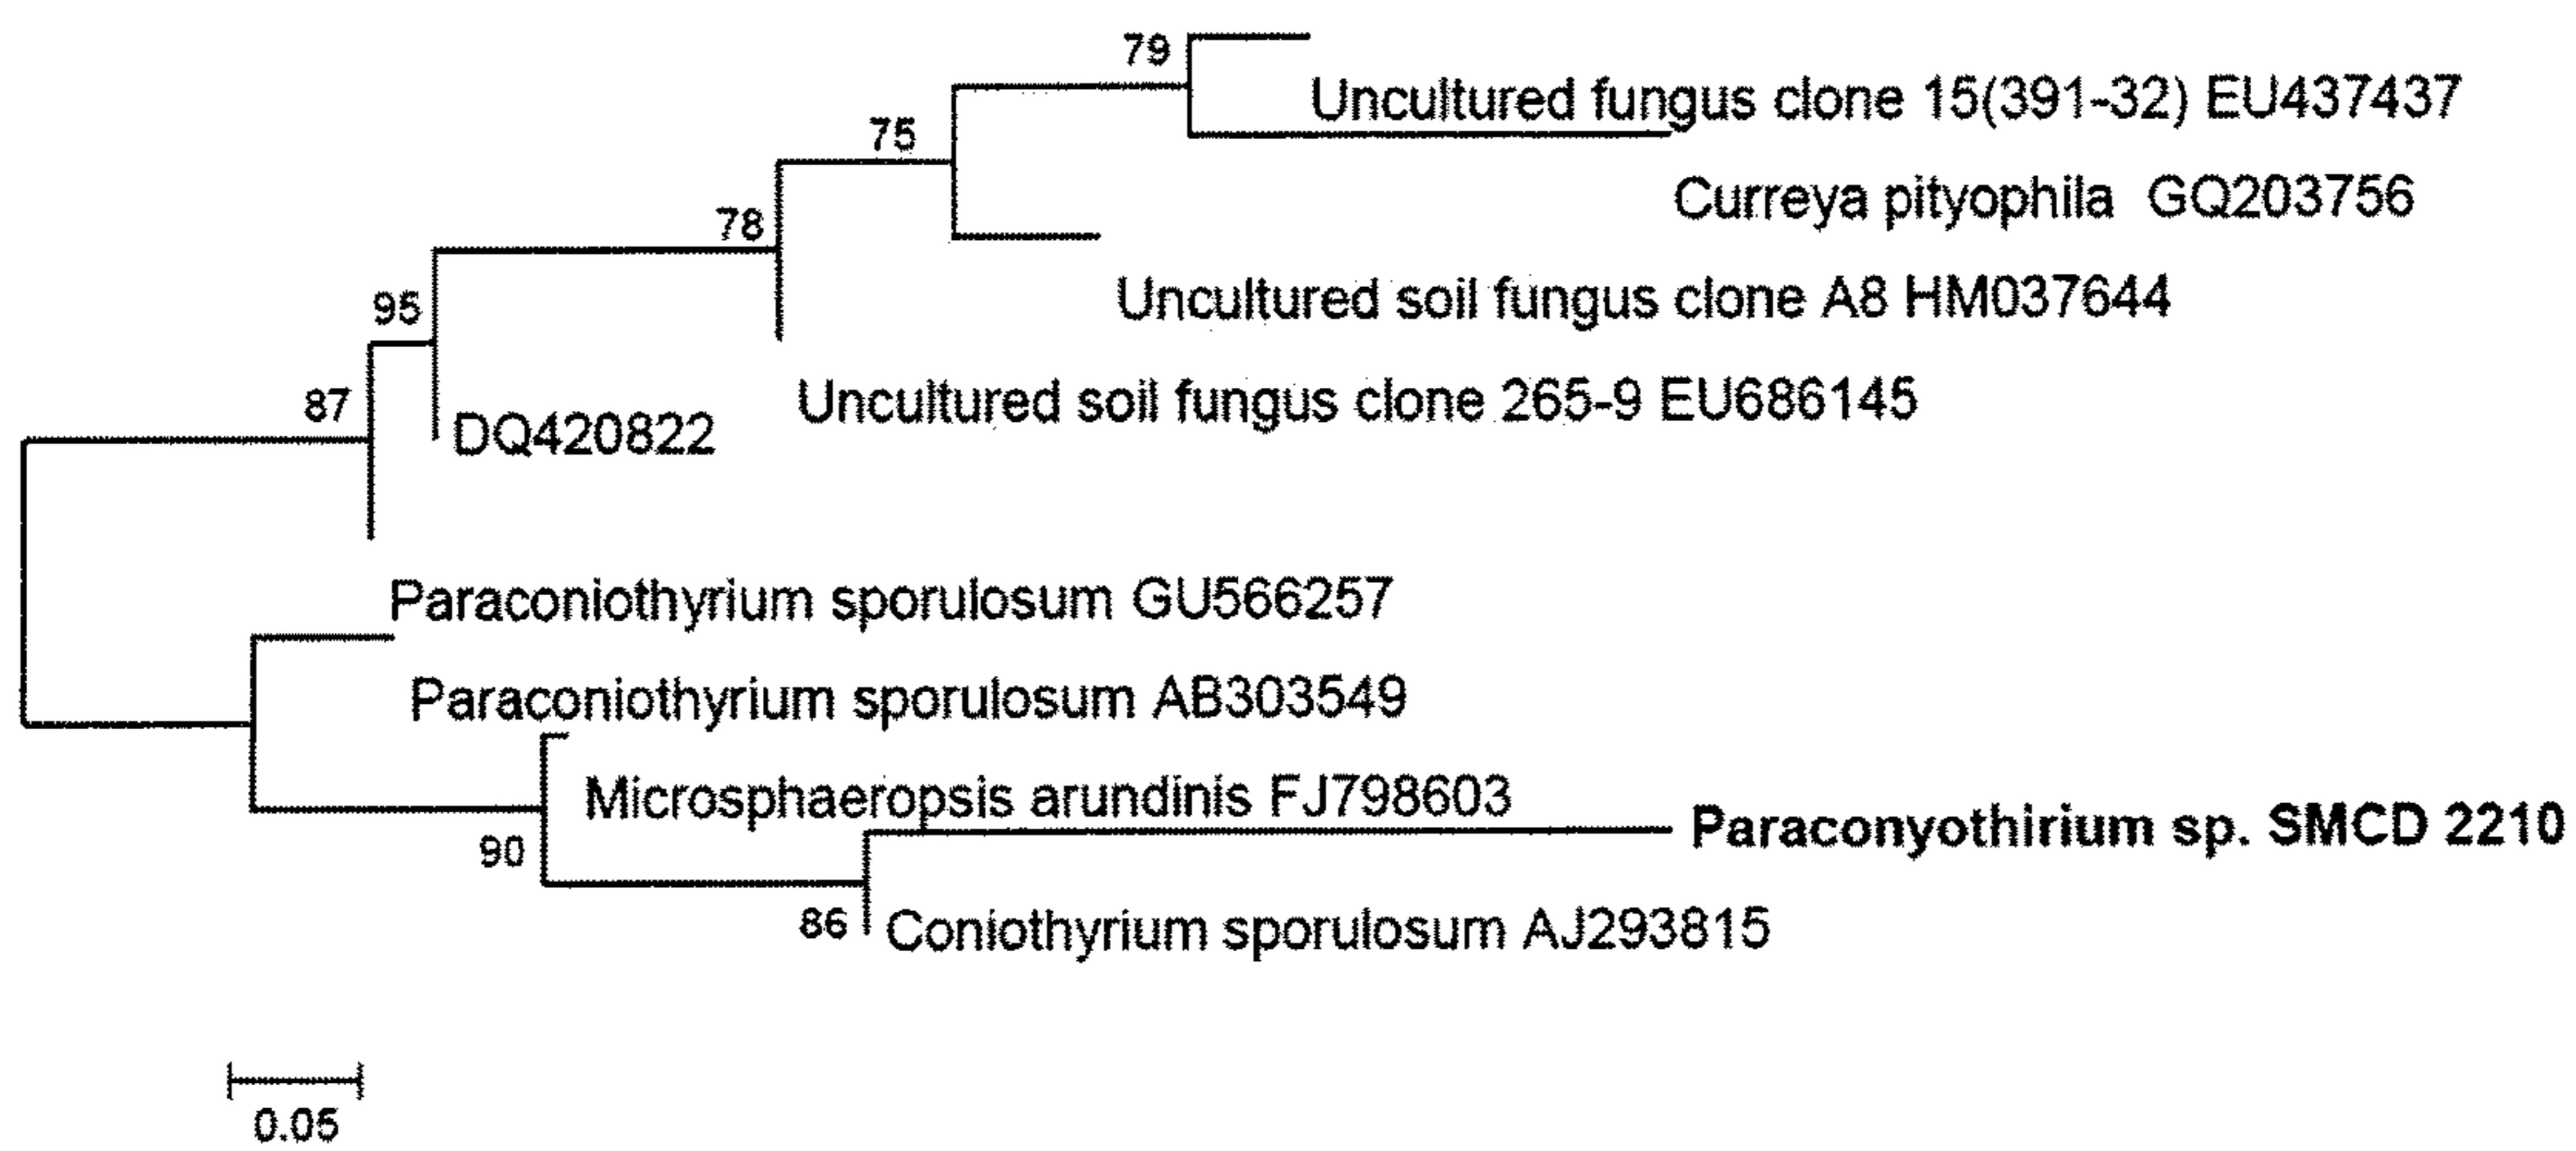 79
Uncultured fungus clone 15(391-32) EU437437
75
Curreya pityophila GQ203756
78
Uncultured soil fungus clone A8 HM037644
95
Uncultured soil fungus clone 265-9 EU686145
87
DQ420822
Paraconiothyrium sporulosum GU566257
Paraconiothyrium sporulosum AB303549
Microsphaeropsis arundinis FJ798603
Paraconyothirium sp. SMCD 2210
90
86
Coniothyrium sporulosum AJ293815
0.05